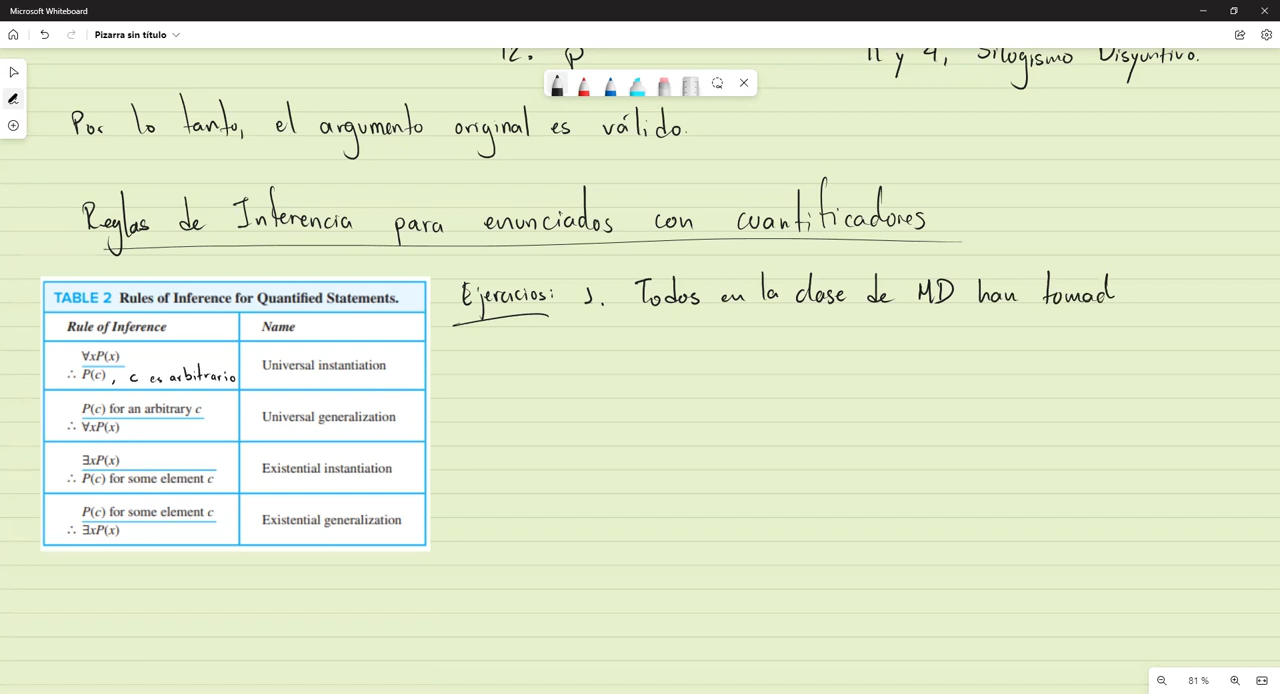 Microsoft Whiteboard
Pizarra sin título
12. p 11 y 4, Silogismo Disyuntivo.
Por lo tanto, el argumento original es válido.
Reglas de Inferencia para enunciados con cuantificadores
TABLE 2 Rules of Inference for Quantified Statements.
Rule of Inference Name
∀xP(x)
∴ P(c) , c es arbitrario
Universal instantiation
P(c) for an arbitrary c
∴ ∀xP(x)
Universal generalization
∃xP(x)
∴ P(c) for some element c
Existential instantiation
P(c) for some element c
∴ ∃xP(x)
Existential generalization
Ejercicios: 1. Todos en la clase de MD han tomad
81 %